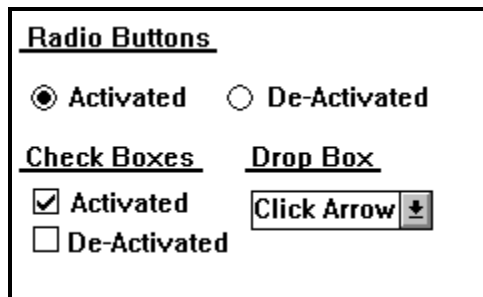 Radio Buttons
Activated De-Activated
Check Boxes Drop Box
Activated Click Arrow
De-Activated